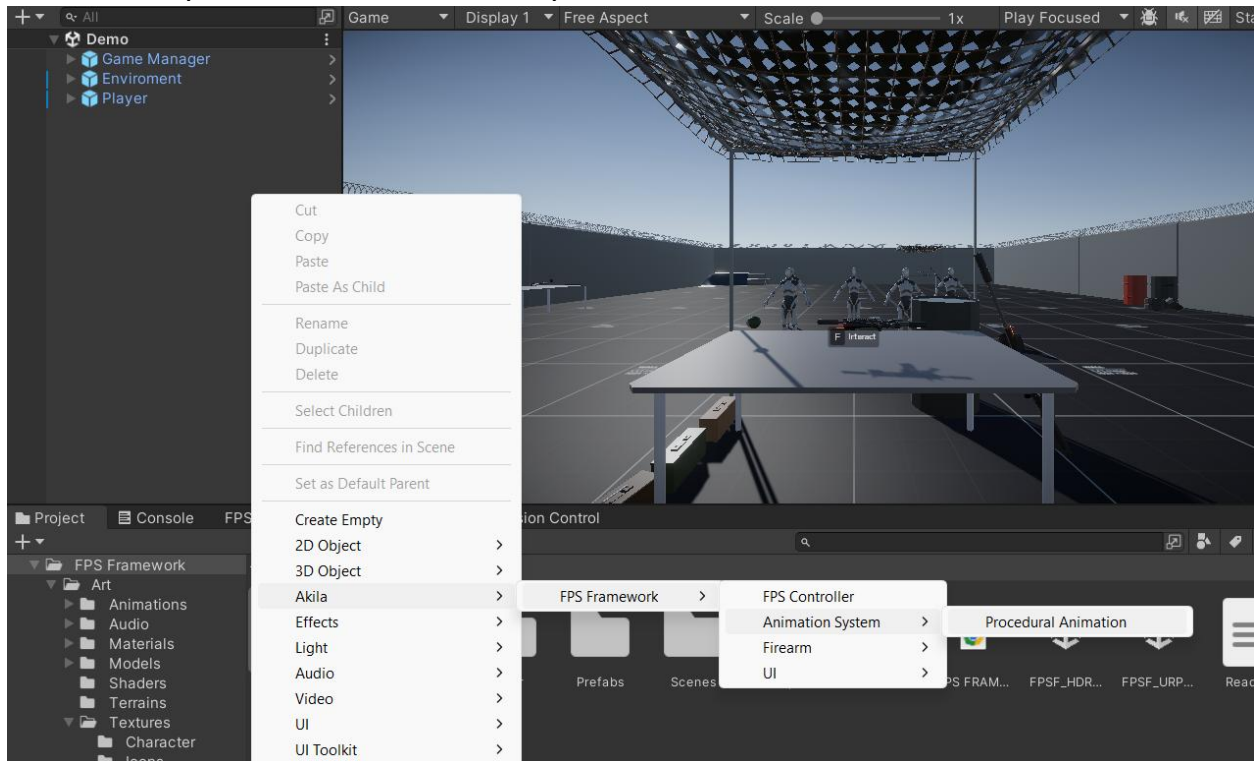 All
Game
Display 1
Free Aspect
Scale
1x
Play Focused
Demo
Game Manager
Enviroment
Player
F Interact
Cut
Copy
Paste
Paste As Child
Rename
Duplicate
Delete
Select Children
Find References in Scene
Set as Default Parent
Create Empty
2D Object
3D Object
Akila
Effects
Light
Audio
Video
UI
UI Toolkit
FPS Framework
FPS Controller
Animation System
Firearm
UI
Procedural Animation
Project
Console
FPS
Control
FPS Framework
Art
Animations
Audio
Materials
Models
Shaders
Terrains
Textures
Character
Prefabs
Scenes
FPSF_HDR...
FPSF_URP...